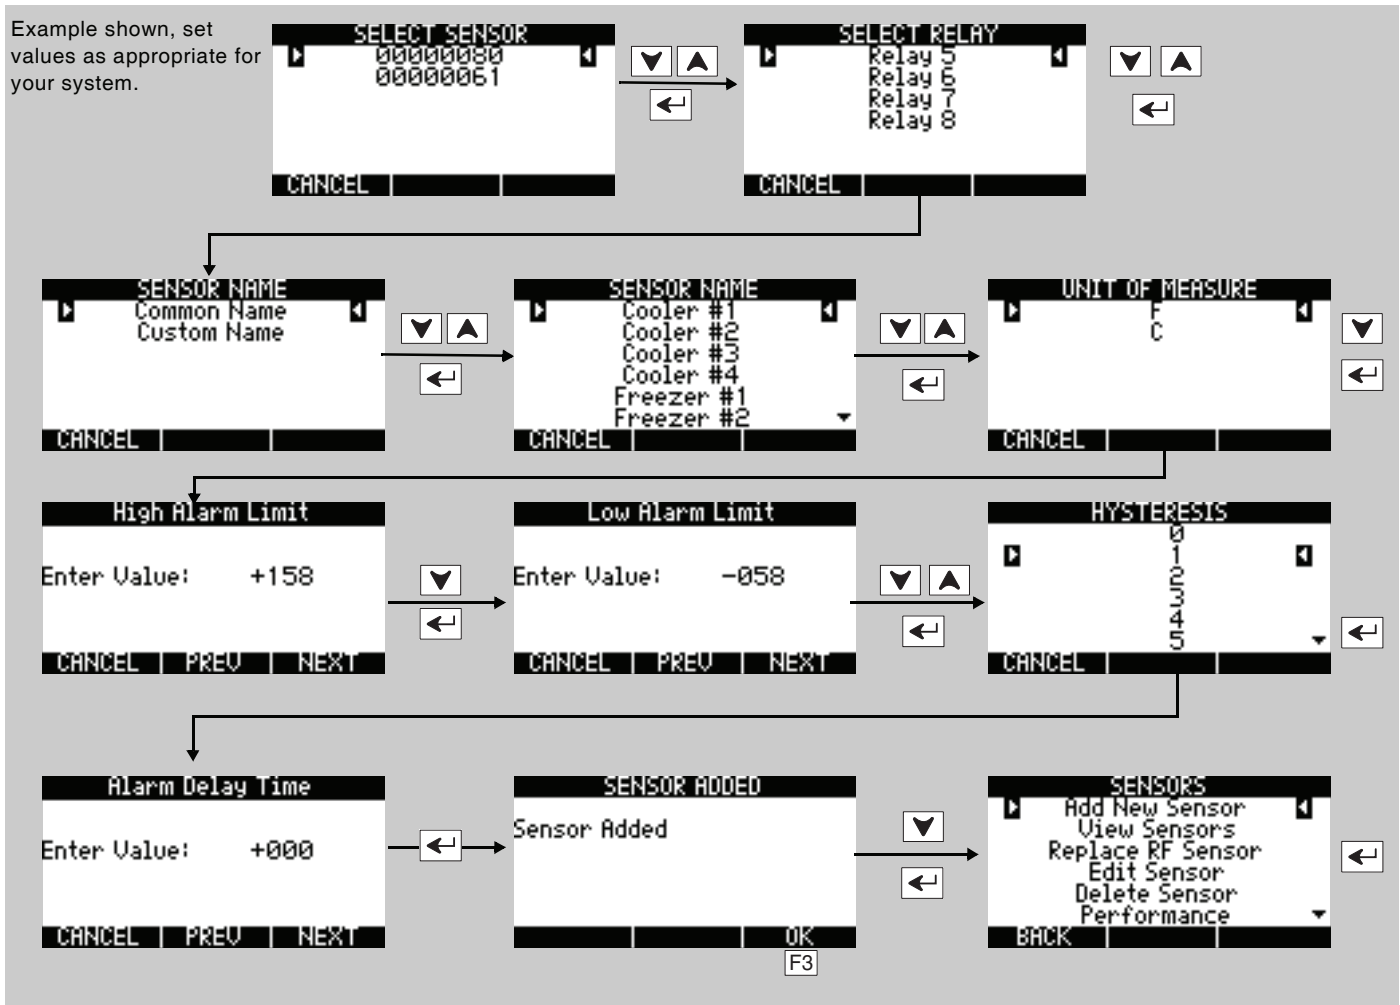 Example shown, set
values as appropriate for
your system.
SELECT SENSOR
00000080
00000061
CANCEL
SELECT RELAY
Relay 5
Relay 6
Relay 7
Relay 8
CANCEL
SENSOR NAME
Common Name
Custom Name
CANCEL
SENSOR NAME
Cooler #1
Cooler #2
Cooler #3
Cooler #4
Freezer #1
Freezer #2
CANCEL
UNIT OF MEASURE
F
C
CANCEL
High Alarm Limit
Enter Value: +158
CANCEL PREV NEXT
Low Alarm Limit
Enter Value: -058
CANCEL PREV NEXT
HYSTERESIS
0
1
2
3
4
5
CANCEL
Alarm Delay Time
Enter Value: +000
CANCEL PREV NEXT
SENSOR ADDED
Sensor Added
OK
F3
SENSORS
Add New Sensor
View Sensors
Replace RF Sensor
Edit Sensor
Delete Sensor
Performance
BACK